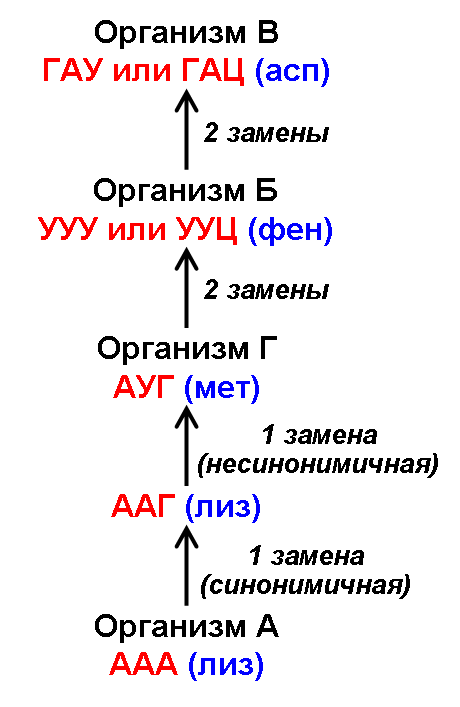 Организм В
ГАУ или ГАЦ (асп)
2 замены
Организм Б
УУУ или УУЦ (фен)
2 замены
Организм Г
АУГ (мет)
1 замена
(несинонимичная)
ААГ (лиз)
1 замена
(синонимичная)
Организм А
ААА (лиз)